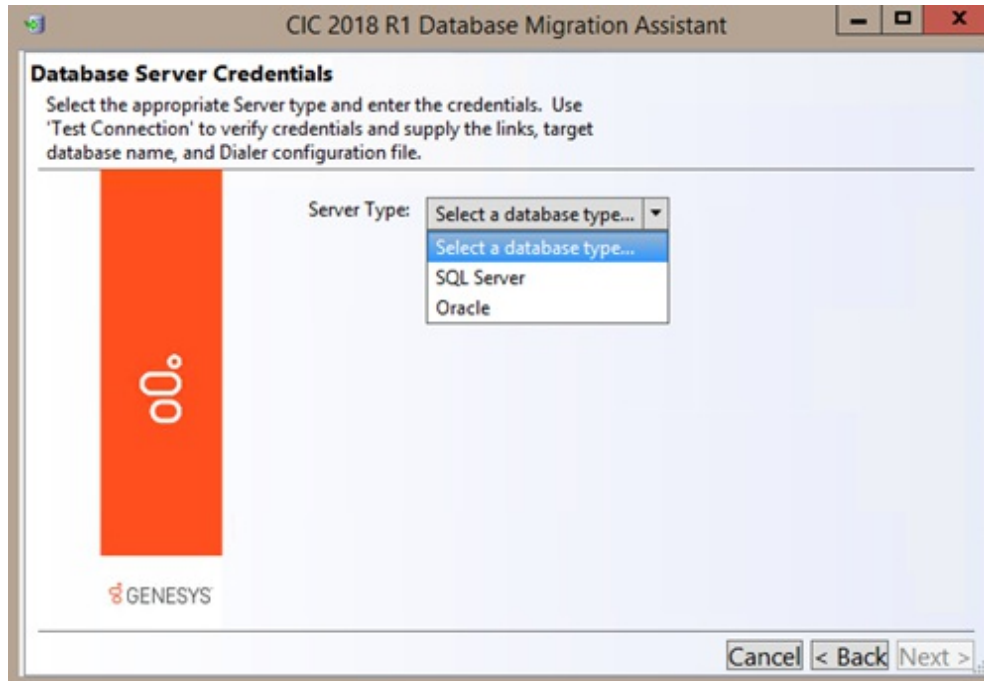 CIC 2018 R1 Database Migration Assistant
Database Server Credentials
Select the appropriate Server type and enter the credentials. Use
'Test Connection' to verify credentials and supply the links, target
database name, and Dialer configuration file.
Server Type:
Select a database type...
Select a database type...
SQL Server
Oracle
GENESYS
Cancel
< Back
Next >